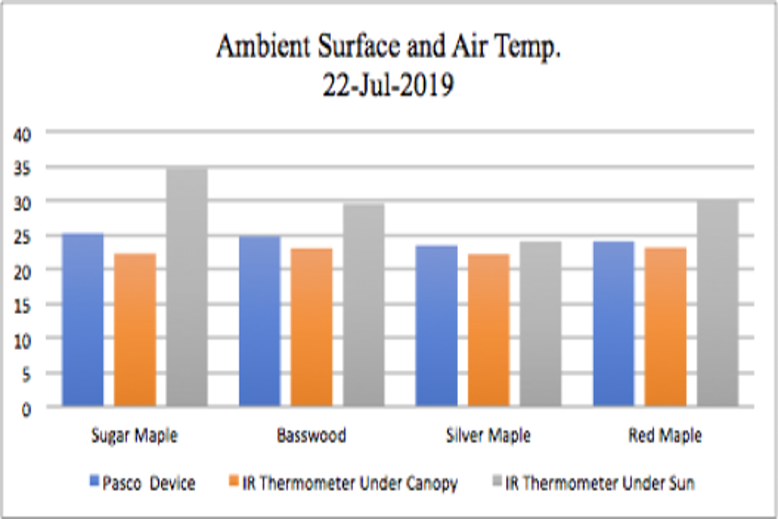 Ambient Surface and Air Temp.
22-Jul-2019
40
35
30
25
20
15
10
5
0
Sugar Maple Basswood Silver Maple Red Maple
Pasco Device IR Thermometer Under Canopy IR Thermometer Under Sun